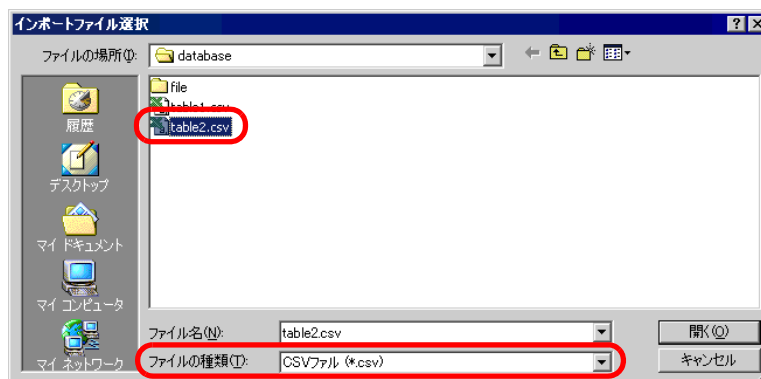 インポートファイル選択
ファイルの場所(I):
database
履歴
デスクトップ
マイ ドキュメント
マイ コンピュータ
マイ ネットワーク
file
table1.csv
table2.csv
ファイル名(N):
table2.csv
開く(O)
ファイルの種類(T):
CSVファイル (*.csv)
キャンセル